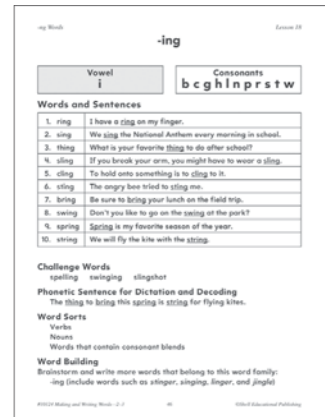 -ing Words Lesson 18
-ing
Vowel
i
Consonants
b c g h l n p r s t w
Words and Sentences
1. ring I have a ring on my finger.
2. sing We sing the National Anthem every morning in school.
3. thing What is your favorite thing to do after school?
4. sling If you break your arm, you might have to wear a sling.
5. cling To hold onto something is to cling to it.
6. sting The angry bee tried to sting me.
7. bring Be sure to bring your lunch on the field trip.
8. swing Don't you like to go on the swing at the park?
9. spring Spring is my favorite season of the year.
10. string We will fly the kite with the string.
Challenge Words
spelling swinging slingshot
Phonetic Sentence for Dictation and Decoding
The thing to bring this spring is string for flying kites.
Word Sorts
Verbs
Nouns
Words that contain consonant blends
Word Building
Brainstorm and write more words that belong to this word family:
-ing (include words such as stinger, singing, linger, and jingle)
Making and Writing Words
Educational Publishing